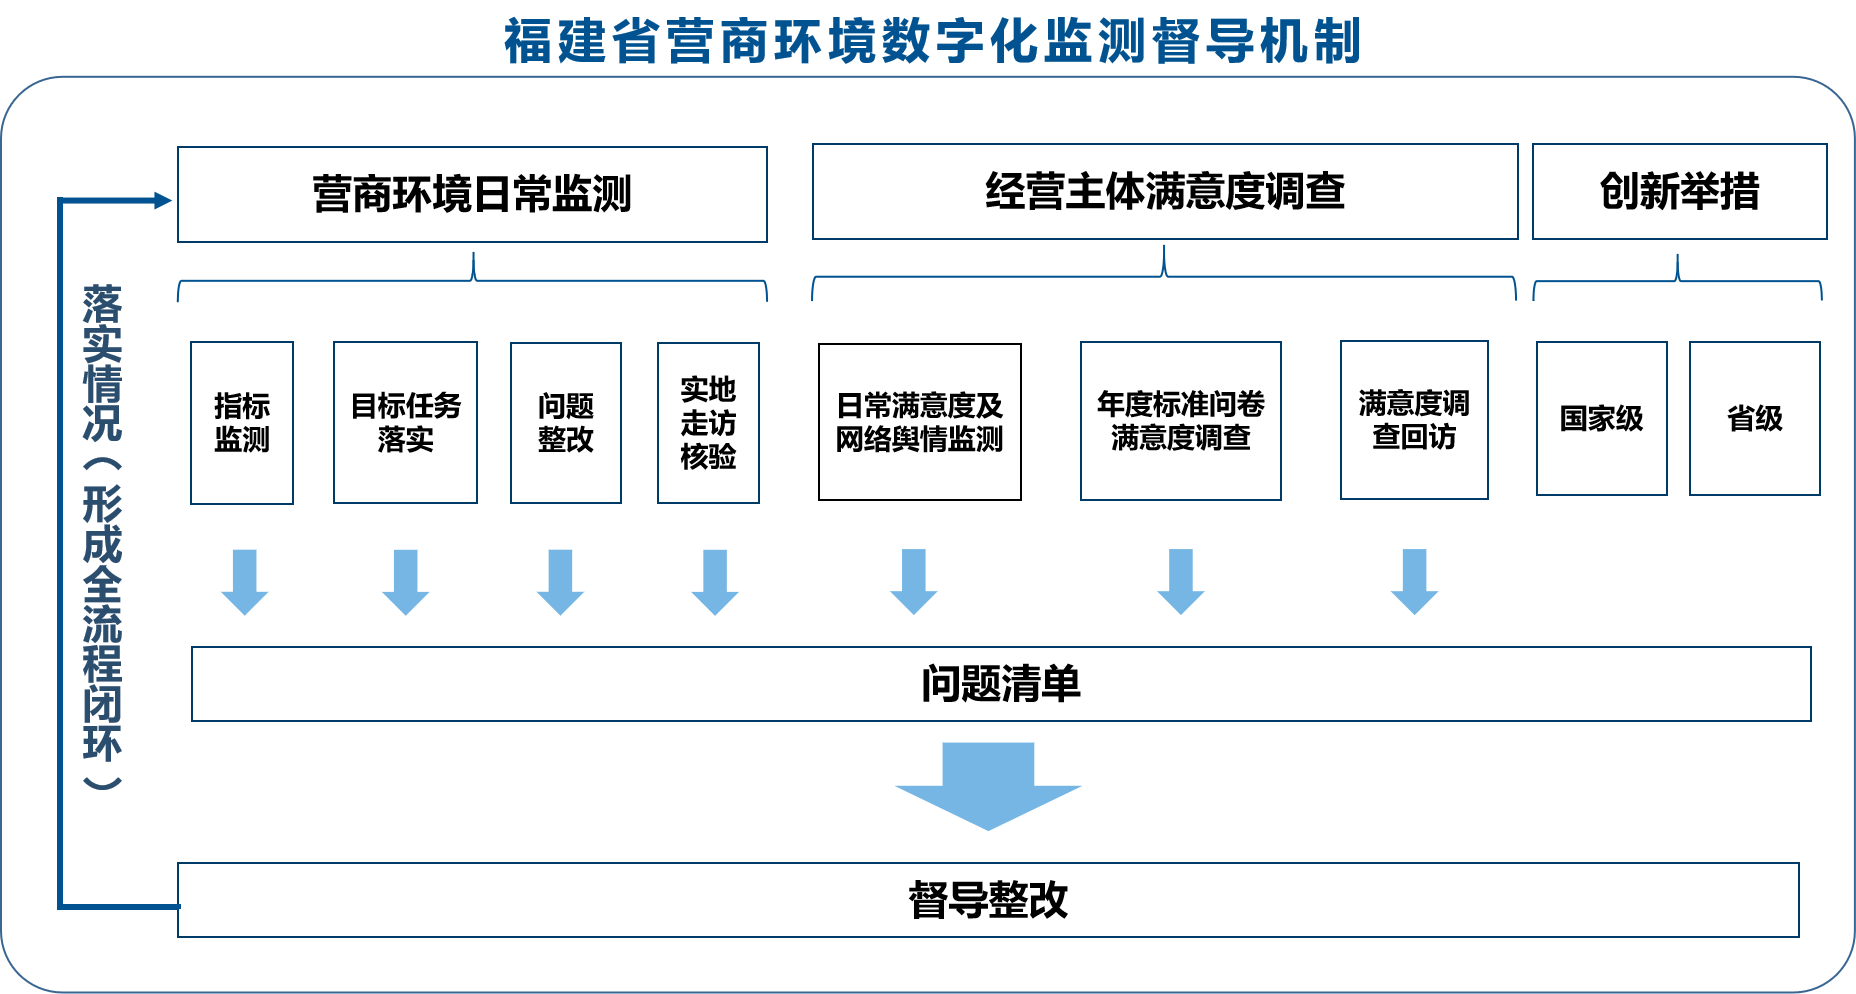 福建省营商环境数字化监测督导机制
营商环境日常监测
经营主体满意度调查
创新举措
指标
监测
目标任务
落实
问题
整改
实地
走访
核验
日常满意度及
网络舆情监测
年度标准问卷
满意度调查
满意度调
查回访
国家级
省级
落实情况（形成全流程闭环）
问题清单
督导整改